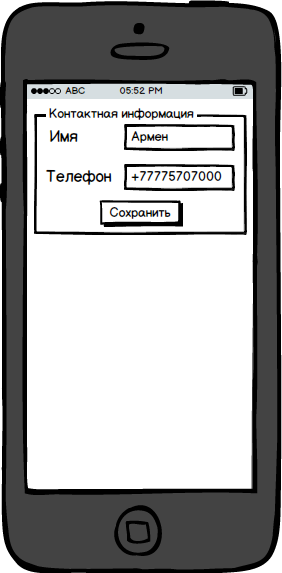 ABC 05:52 PM
Контактная информация
Имя Армен
Телефон +77775707000
Сохранить